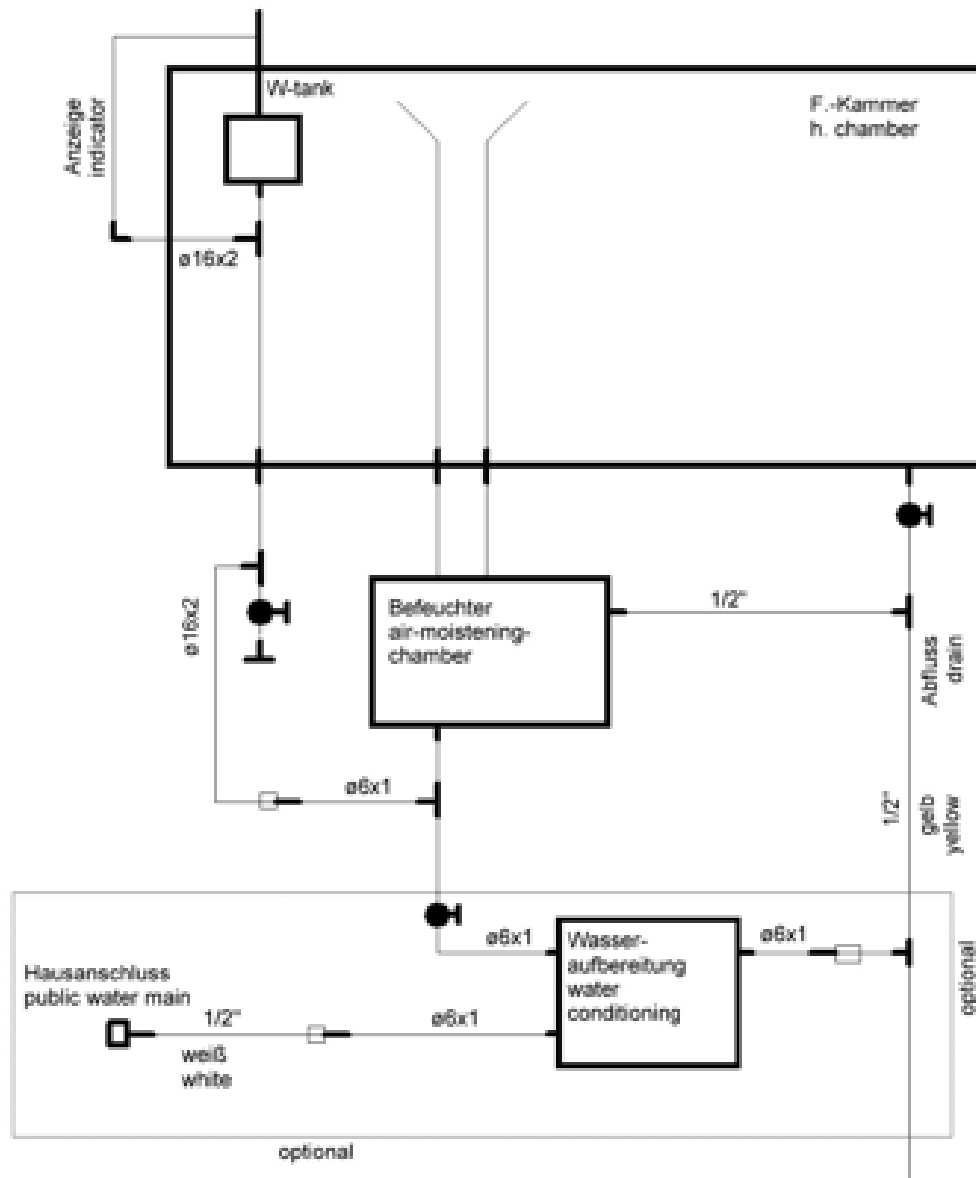 W-tank
Anzeige
indicator
F.-Kammer
h. chamber
ø16x2
ø16x2
Befeuchter
air-moistening-
chamber
1/2"
Abfluss
drain
ø6x1
1/2"
gelb
yellow
ø6x1
Wasser-
aufbereitung
water
conditioning
ø6x1
optional
Hausanschluss
public water main
1/2"
weiß
white
ø6x1
optional